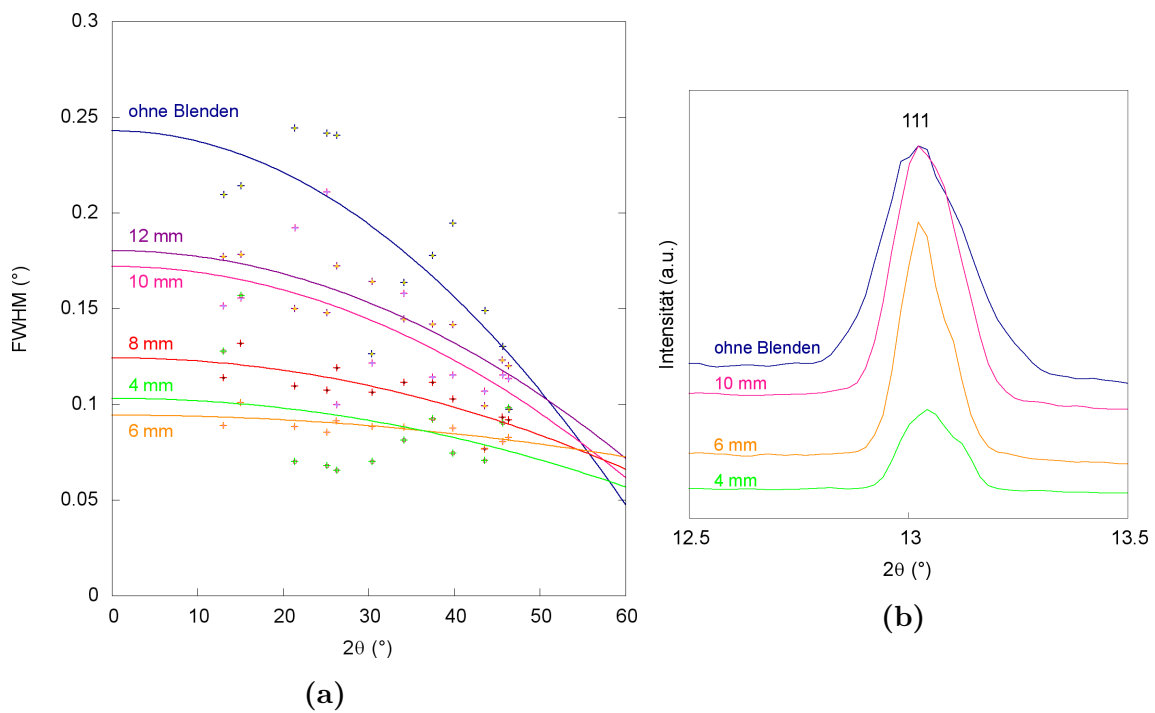 0.3
0.25
0.2
0.15
0.1
0.05
0
FWHM (°)
ohne Blenden
12 mm
10 mm
8 mm
4 mm
6 mm
0 10 20 30 40 50 60
2θ (°)
(a)
111
Intensität (a.u.)
ohne Blenden
10 mm
6 mm
4 mm
12.5 13 13.5
2θ (°)
(b)